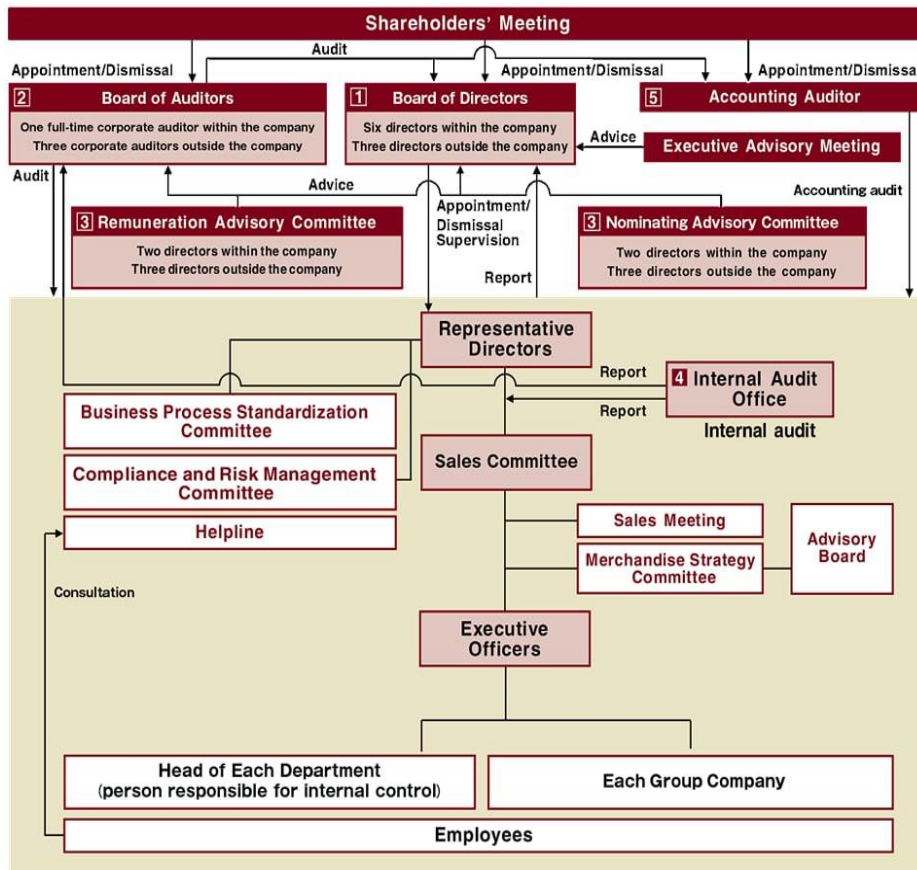 Shareholders' Meeting
Audit
Appointment/Dismissal
Appointment/Dismissal
Appointment/Dismissal
2 Board of Auditors
One full-time corporate auditor within the company
Three corporate auditors outside the company
1 Board of Directors
Six directors within the company
Three directors outside the company
5 Accounting Auditor
Advice
Executive Advisory Meeting
Audit
Advice
Accounting audit
3 Remuneration Advisory Committee
Two directors within the company
Three directors outside the company
Appointment/
Dismissal
Supervision
Report
3 Nominating Advisory Committee
Two directors within the company
Three directors outside the company
Representative
Directors
Report
Report
4 Internal Audit
Office
Internal audit
Business Process Standardization
Committee
Compliance and Risk Management
Committee
Helpline
Sales Committee
Sales Meeting
Merchandise Strategy
Committee
Advisory
Board
Consultation
Executive
Officers
Head of Each Department
(person responsible for internal control)
Each Group Company
Employees